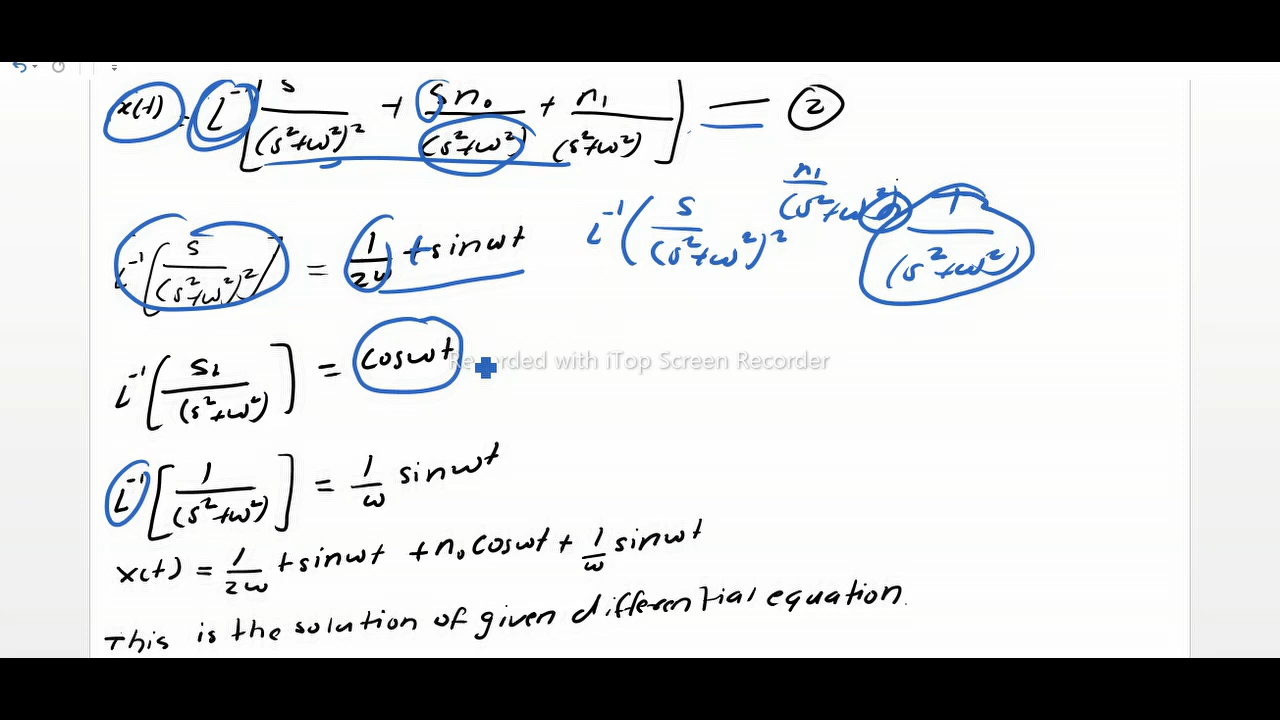 x(t) = L⁻¹[s/(s²+ω²)² + sn₀/(s²+ω²) + n₁/(s²+ω²)] — ②
L⁻¹(s/(s²+ω²)² n₁/(s²+ω²) 1/(s²+ω²)
L⁻¹[s/(s²+ω²)²] = 1/2ω t sinωt
L⁻¹[s/(s²+ω²)] = cosωt
Recorded with iTop Screen Recorder
L⁻¹[1/(s²+ω²)] = 1/ω sinωt
x(t) = 1/2ω t sinωt + n₀ cosωt + 1/ω sinωt
This is the solution of given differential equation.